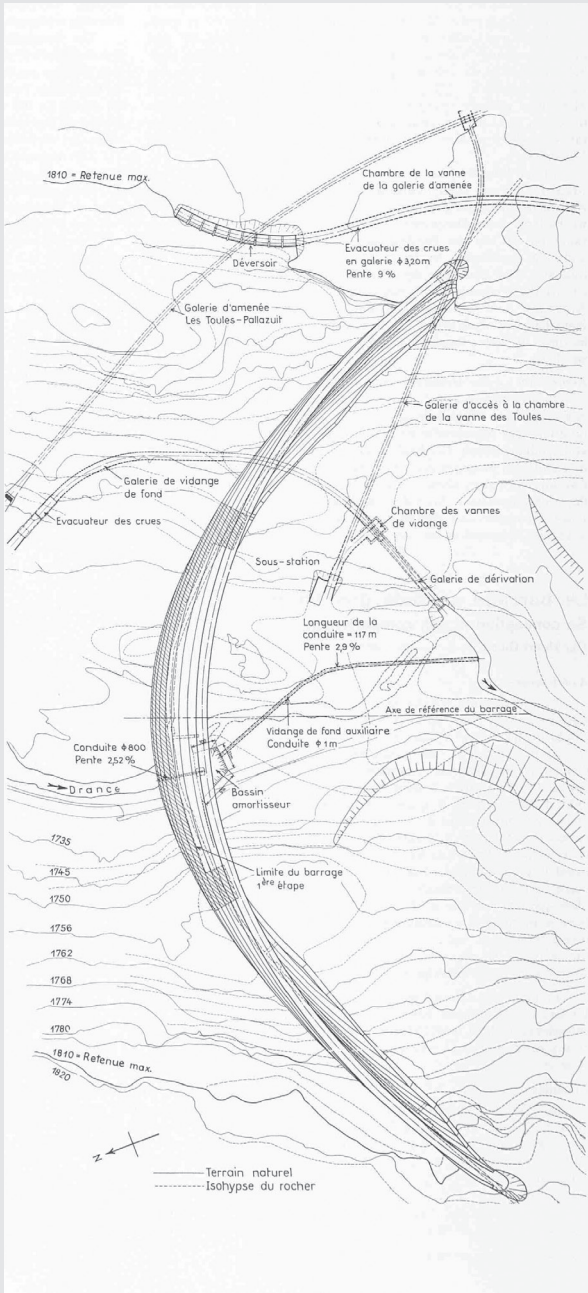 1810 = Retenue max.
Chambre de la vanne
de la galerie d'amenée
Déversoir
Evacuateur des crues
en galerie ϕ 3,20m
Pente 9 %
Galerie d'amenée
Les Toules-Pallazuit
Galerie d'accès à la chambre
de la vanne des Toules
Galerie de vidange
de fond
Evacuateur des crues
Chambre des vannes
de vidange
Sous-station
Galerie de dérivation
Longueur de la
conduite = 117 m
Pente 2,9 %
Axe de référence du barrage
Vidange de fond auxiliaire
Conduite ϕ 1 m
Conduite ϕ 800
Pente 2,52 %
Drance
Bassin
amortisseur
1735
1745
1750
1756
1762
1768
1774
1780
Limite du barrage
1ère étape
1810 = Retenue max.
1820
N
Terrain naturel
Isohypse du rocher